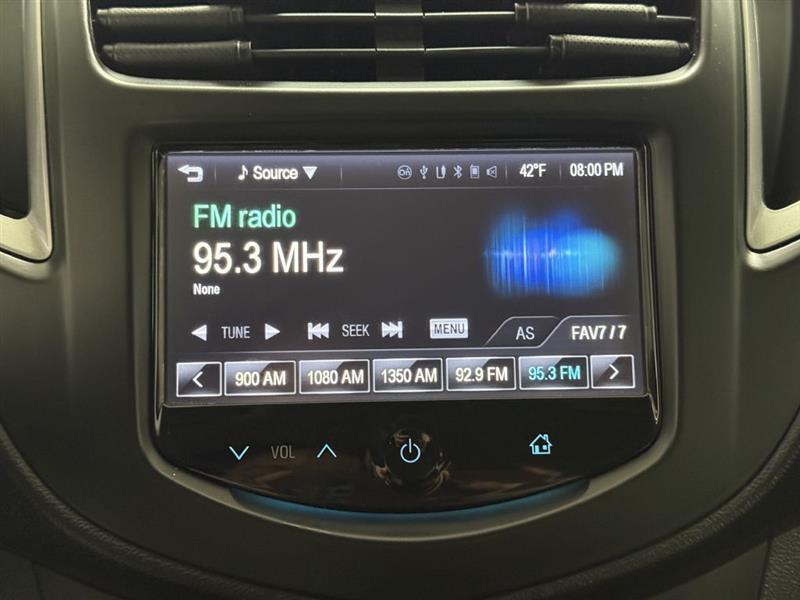 Source 42°F 08:00 PM
FM radio
95.3 MHz
None
TUNE SEEK MENU AS FAV7/7
900 AM 1080 AM 1350 AM 92.9 FM 95.3 FM
VOL